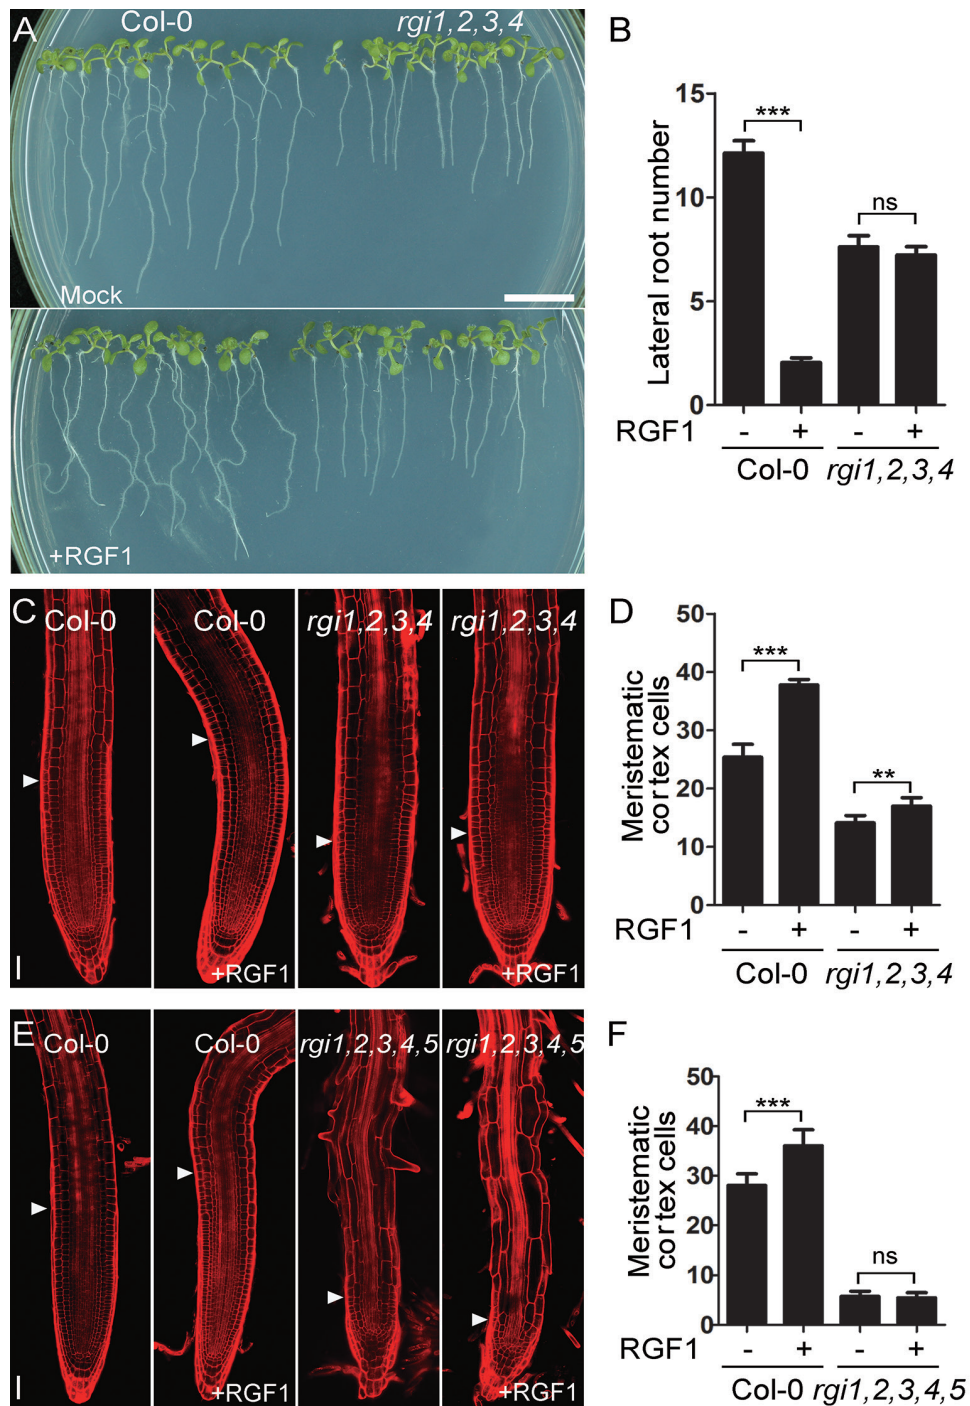 A
Col-0
rgi1,2,3,4
Mock
+RGF1
B
Lateral root number
15
10
5
0
***
ns
RGF1 - + - +
Col-0 rgi1,2,3,4
C
Col-0
Col-0
rgi1,2,3,4
rgi1,2,3,4
+RGF1
+RGF1
D
Meristematic
cortex cells
50
40
30
20
10
0
***
**
RGF1 - + - +
Col-0 rgi1,2,3,4
E
Col-0
Col-0
rgi1,2,3,4,5
rgi1,2,3,4,5
+RGF1
+RGF1
F
Meristematic
cortex cells
50
40
30
20
10
0
***
ns
RGF1 - + - +
Col-0 rgi1,2,3,4,5